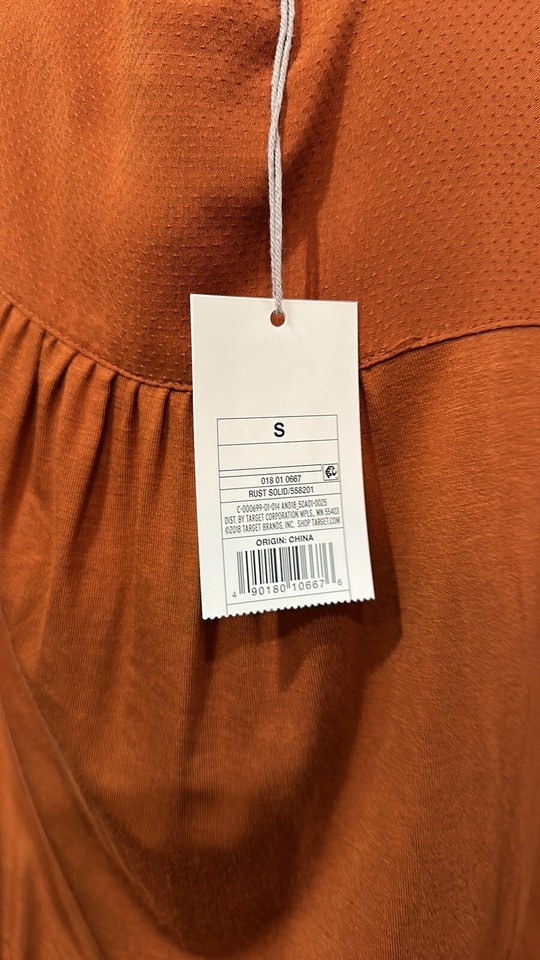 S
018 01 0667
RUST SOLID/558201
C-000699-01-014 AN018_50A01-0025
DIST. BY TARGET CORPORATION MPLS., MN 55403
©2018 TARGET BRANDS, INC. SHOP TARGET.COM
ORIGIN: CHINA
4 90180 10667 6